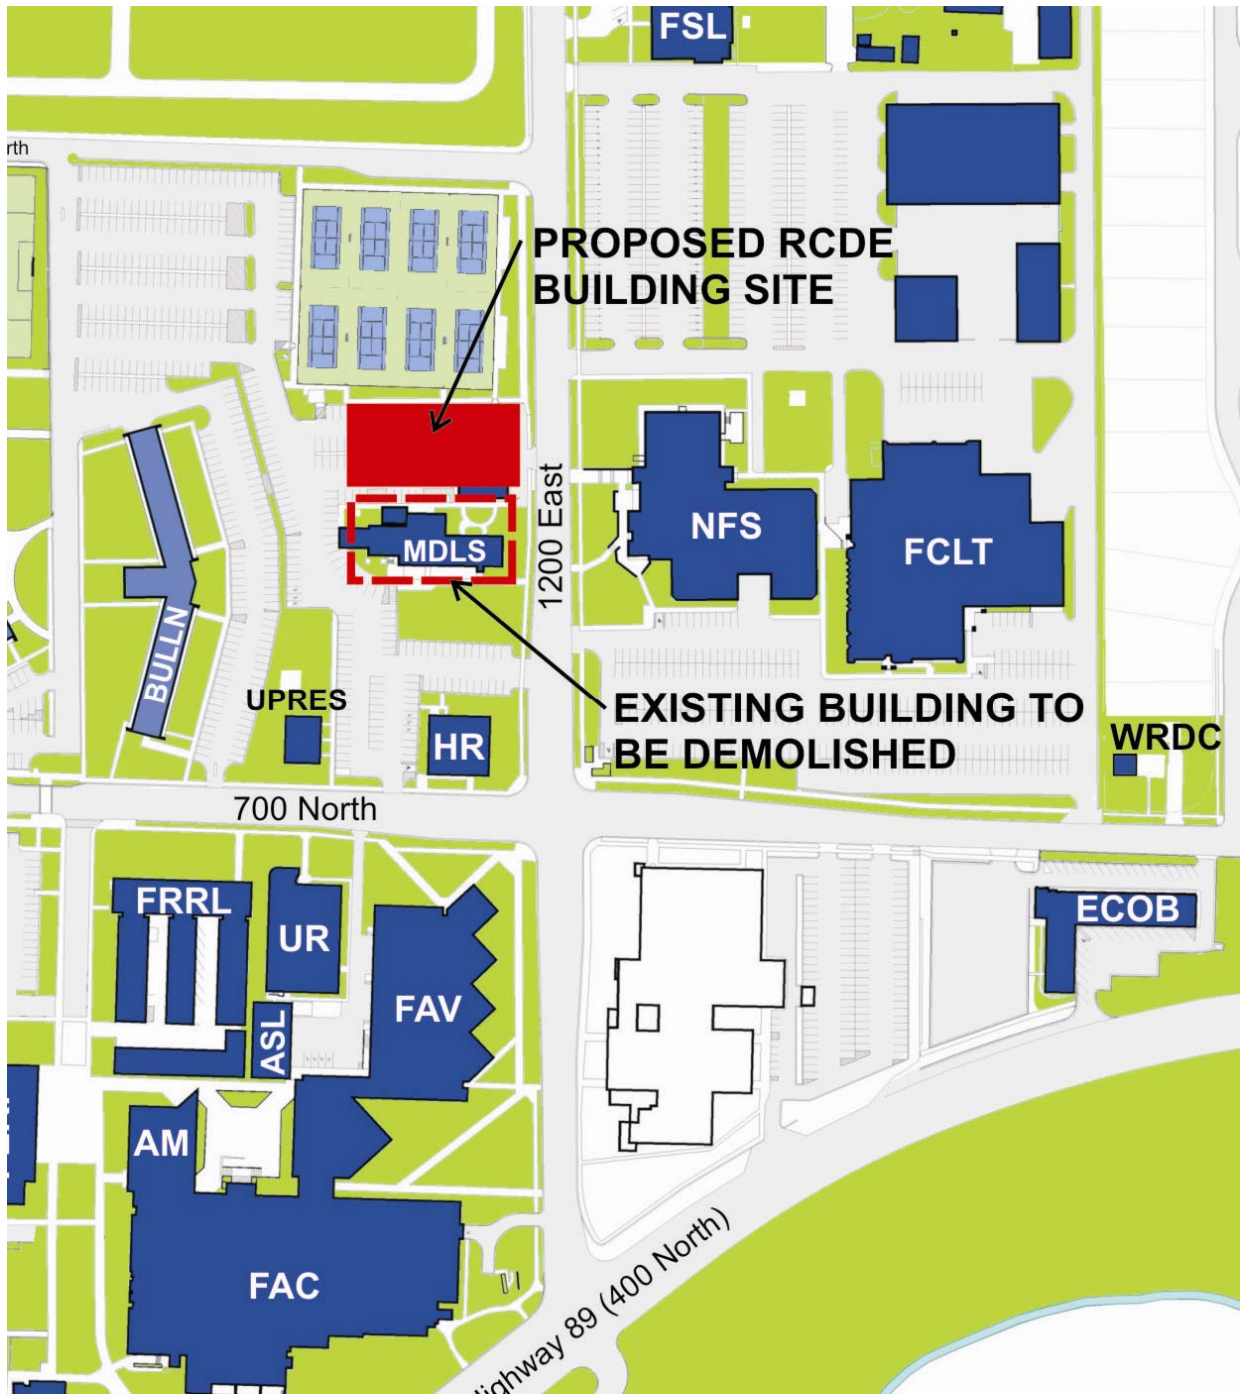 FSL
rth
PROPOSED RCDE
BUILDING SITE
1200 East
NFS
MDLS
FCLT
BULLN
UPRES
EXISTING BUILDING TO
BE DEMOLISHED
HR
WRDC
700 North
FRRL
ECOB
UR
FAV
ASL
AM
Highway 89 (400 North)
FAC